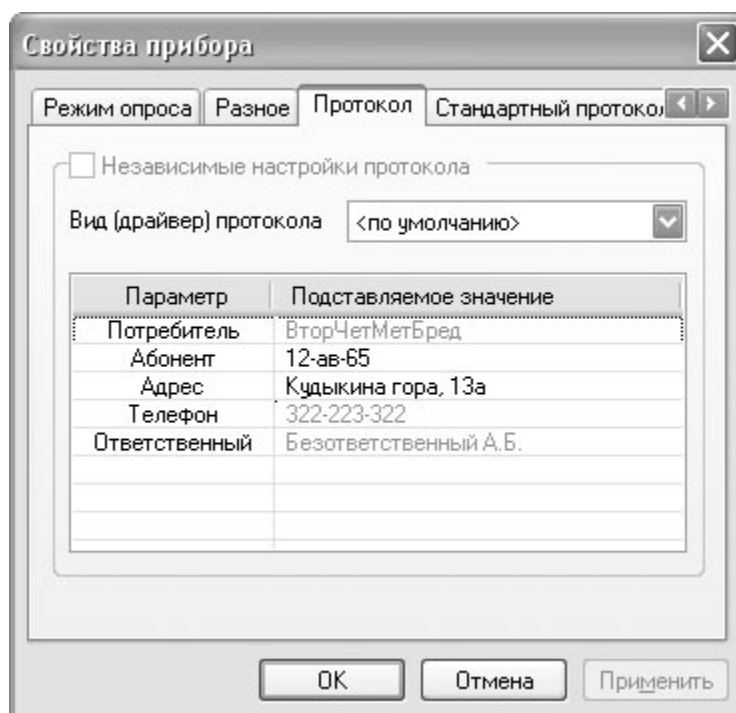 Свойства прибора
Режим опроса Разное Протокол Стандартный протокол
Независимые настройки протокола
Вид (драйвер) протокола <по умолчанию>
Параметр Подставляемое значение
Потребитель ВторЧетМетБред
Абонент 12-ав-65
Адрес Кудыкина гора, 13а
Телефон 322-223-322
Ответственный Безответственный А.Б.
OK Отмена Применить